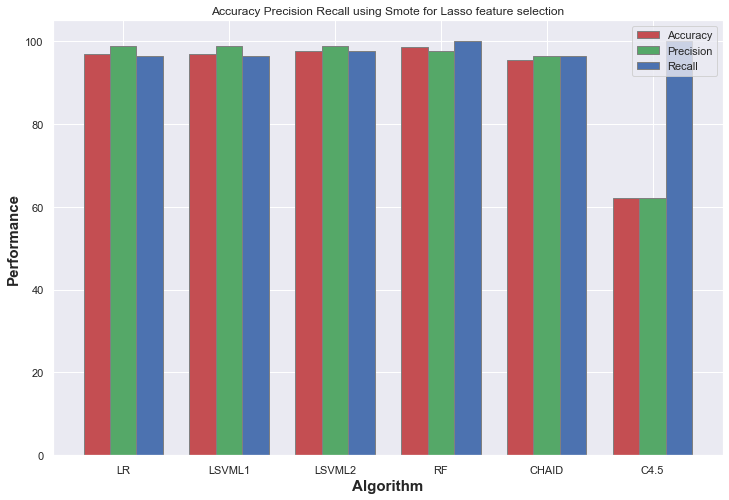 Accuracy Precision Recall using Smote for Lasso feature selection
Accuracy
Precision
Recall
100
80
60
40
20
0
Performance
LR LSVML1 LSVML2 RF CHAID C4.5
Algorithm